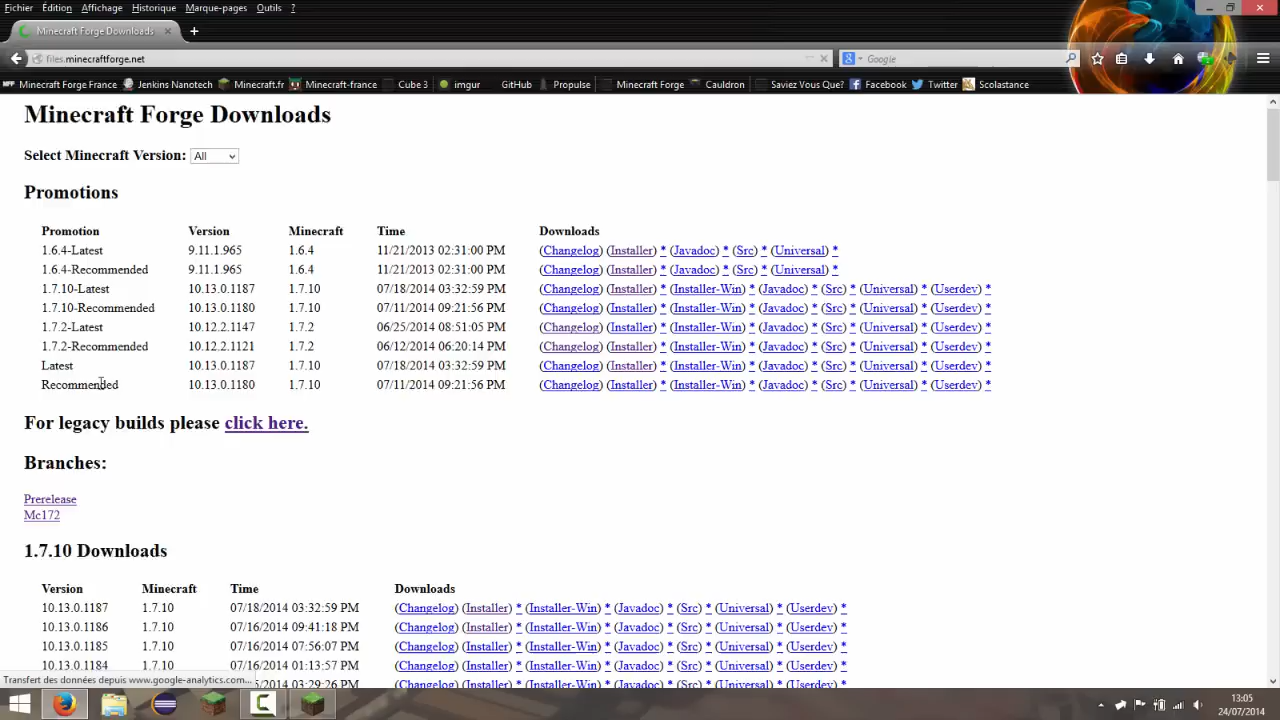 Fichier Édition Affichage Historique Marque-pages Outils ?
Minecraft Forge Downloads × +
files.minecraftforge.net Google
Minecraft Forge France Jenkins Nanotech Minecraft.fr Minecraft-france Cube 3 imgur GitHub Propulse Minecraft Forge Cauldron Saviez Vous Que? Facebook Twitter Scolastance
Minecraft Forge Downloads
Select Minecraft Version: All
Promotions
Promotion Version Minecraft Time Downloads
1.6.4-Latest 9.11.1.965 1.6.4 11/21/2013 02:31:00 PM (Changelog) (Installer) * (Javadoc) * (Src) * (Universal) *
1.6.4-Recommended 9.11.1.965 1.6.4 11/21/2013 02:31:00 PM (Changelog) (Installer) * (Javadoc) * (Src) * (Universal) *
1.7.10-Latest 10.13.0.1187 1.7.10 07/18/2014 03:32:59 PM (Changelog) (Installer) * (Installer-Win) * (Javadoc) * (Src) * (Universal) * (Userdev) *
1.7.10-Recommended 10.13.0.1180 1.7.10 07/11/2014 09:21:56 PM (Changelog) (Installer) * (Installer-Win) * (Javadoc) * (Src) * (Universal) * (Userdev) *
1.7.2-Latest 10.12.2.1147 1.7.2 06/25/2014 08:51:05 PM (Changelog) (Installer) * (Installer-Win) * (Javadoc) * (Src) * (Universal) * (Userdev) *
1.7.2-Recommended 10.12.2.1121 1.7.2 06/12/2014 06:20:14 PM (Changelog) (Installer) * (Installer-Win) * (Javadoc) * (Src) * (Universal) * (Userdev) *
Latest 10.13.0.1187 1.7.10 07/18/2014 03:32:59 PM (Changelog) (Installer) * (Installer-Win) * (Javadoc) * (Src) * (Universal) * (Userdev) *
Recommended 10.13.0.1180 1.7.10 07/11/2014 09:21:56 PM (Changelog) (Installer) * (Installer-Win) * (Javadoc) * (Src) * (Universal) * (Userdev) *
For legacy builds please click here.
Branches:
Prerelease
Mc172
1.7.10 Downloads
Version Minecraft Time Downloads
10.13.0.1187 1.7.10 07/18/2014 03:32:59 PM (Changelog) (Installer) * (Installer-Win) * (Javadoc) * (Src) * (Universal) * (Userdev) *
10.13.0.1186 1.7.10 07/16/2014 09:41:18 PM (Changelog) (Installer) * (Installer-Win) * (Javadoc) * (Src) * (Universal) * (Userdev) *
10.13.0.1185 1.7.10 07/16/2014 07:56:07 PM (Changelog) (Installer) * (Installer-Win) * (Javadoc) * (Src) * (Universal) * (Userdev) *
10.13.0.1184 1.7.10 07/16/2014 01:13:57 PM (Changelog) (Installer) * (Installer-Win) * (Javadoc) * (Src) * (Universal) * (Userdev) *
03:29:26 PM (Changelog) (Installer) * (Installer-Win) * (Javadoc) * (Src) * (Universal) * (Userdev) *
Transfert des données depuis www.google-analytics.com...
13:05
24/07/2014